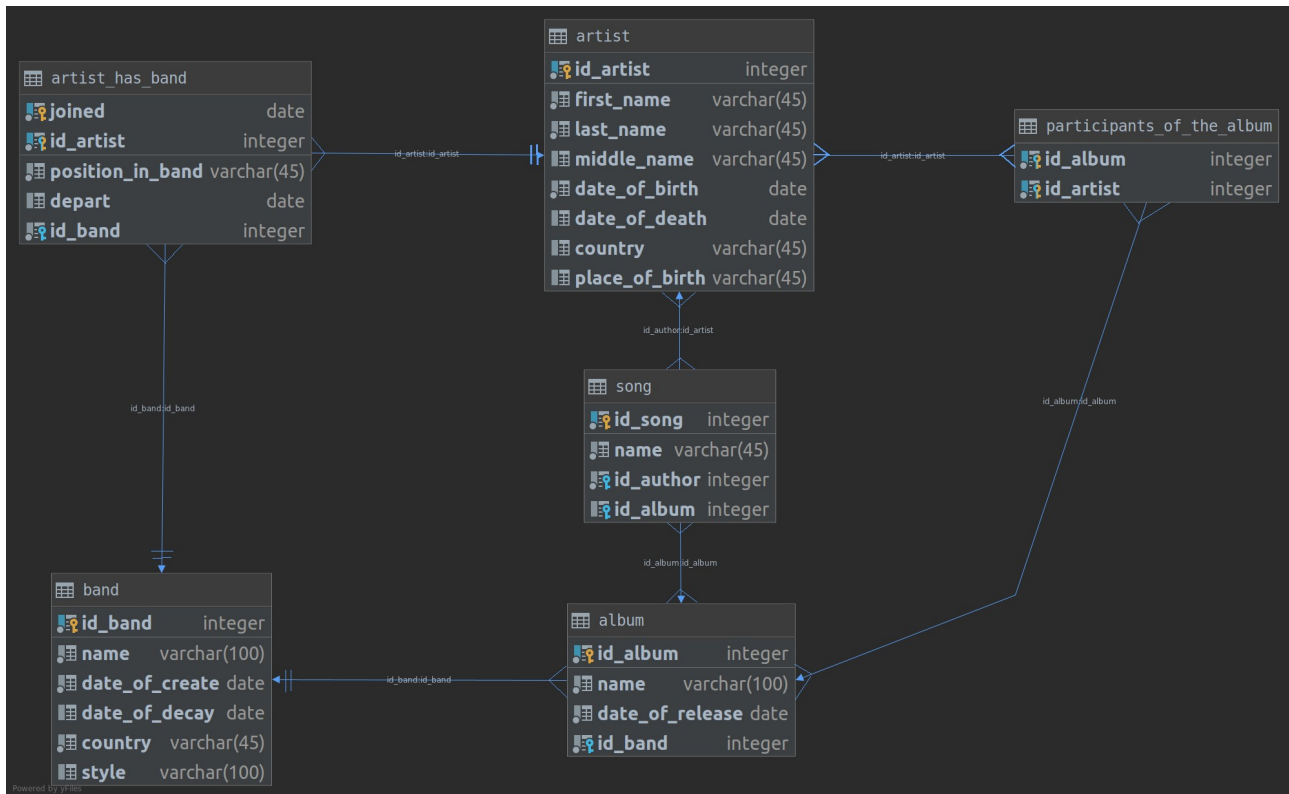 artist_has_band
joined date
id_artist integer
position_in_band varchar(45)
depart date
id_band integer
id_artist:id_artist
artist
id_artist integer
first_name varchar(45)
last_name varchar(45)
middle_name varchar(45)
date_of_birth date
date_of_death date
country varchar(45)
place_of_birth varchar(45)
id_artist:id_artist
participants_of_the_album
id_album integer
id_artist integer
id_author:id_artist
song
id_song integer
name varchar(45)
id_author integer
id_album integer
id_band:id_band
id_album:id_album
id_album:id_album
band
id_band integer
name varchar(100)
date_of_create date
date_of_decay date
country varchar(45)
style varchar(100)
id_band:id_band
album
id_album integer
name varchar(100)
date_of_release date
id_band integer
Powered by yFiles